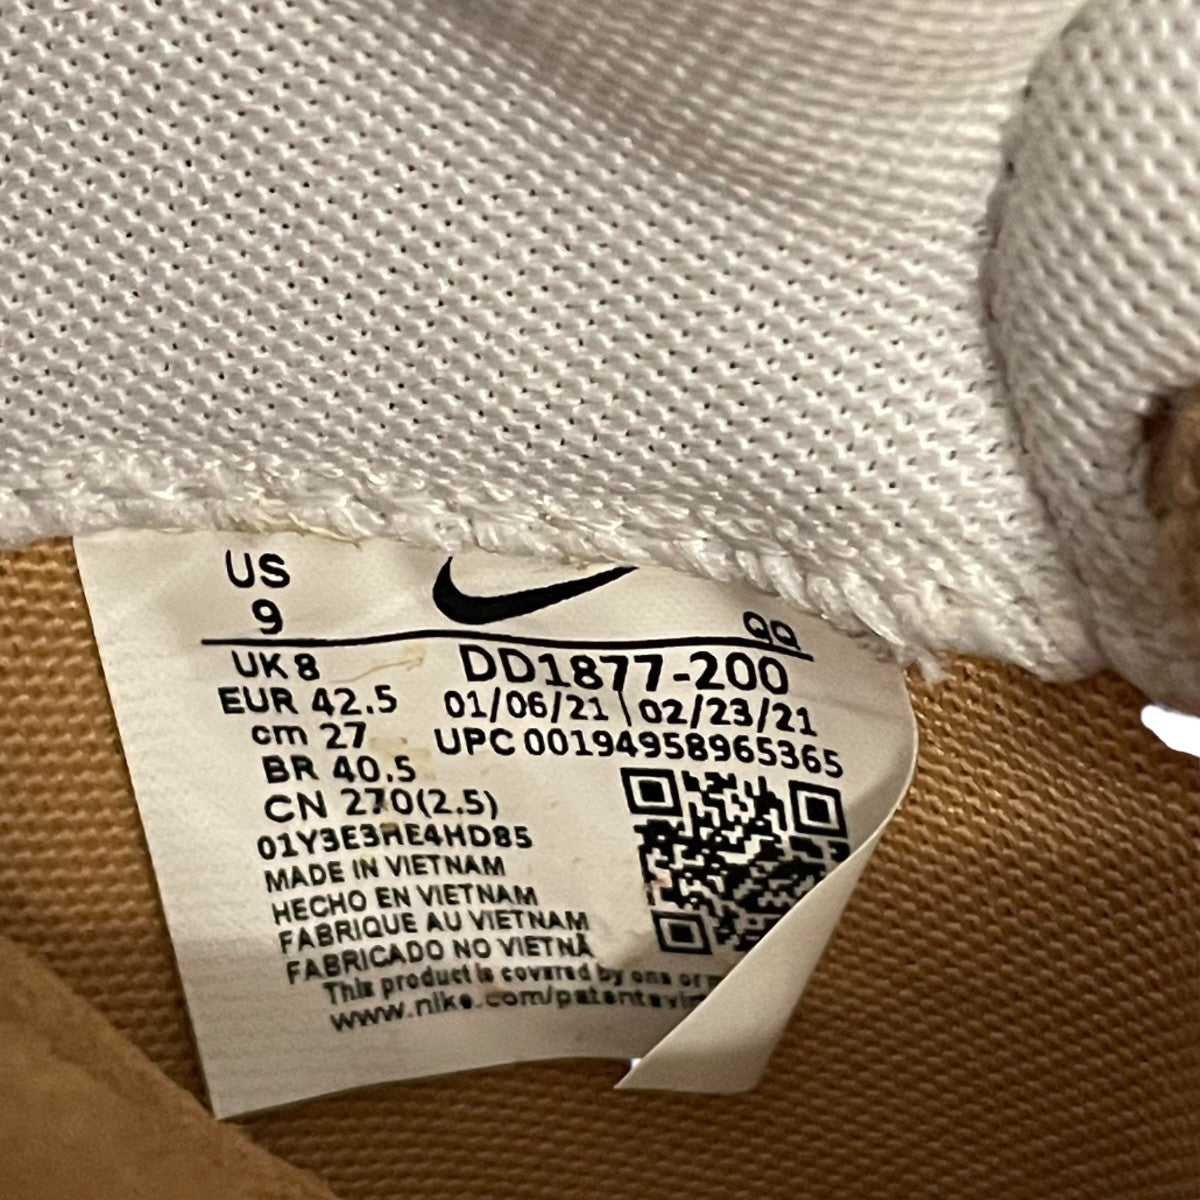 US
9
QQ
UK 8
DD1877-200
EUR 42.5
01/06/21 \ 02/23/21
cm 27
UPC 00194958965365
BR 40.5
CN 270(2.5)
01Y3E3HE4HD85
MADE IN VIETNAM
HECHO EN VIETNAM
FABRIQUE AU VIETNAM
FABRICADO NO VIETNÃ
This product is covered by one or
www.nike.com/patents